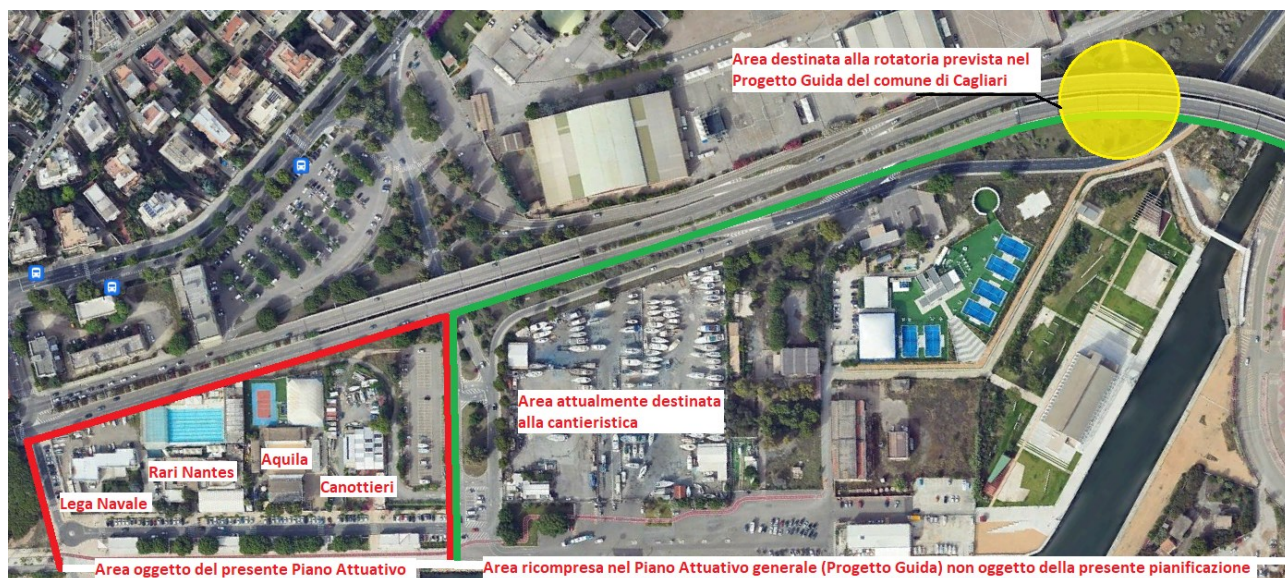 Area destinata alla rotatoria prevista nel
Progetto Guida del comune di Cagliari
Area attualmente destinata
alla cantieristica
Aquila
Rari Nantes
Canottieri
Lega Navale
Area oggetto del presente Piano Attuativo
Area ricompresa nel Piano Attuativo generale (Progetto Guida) non oggetto della presente pianificazione